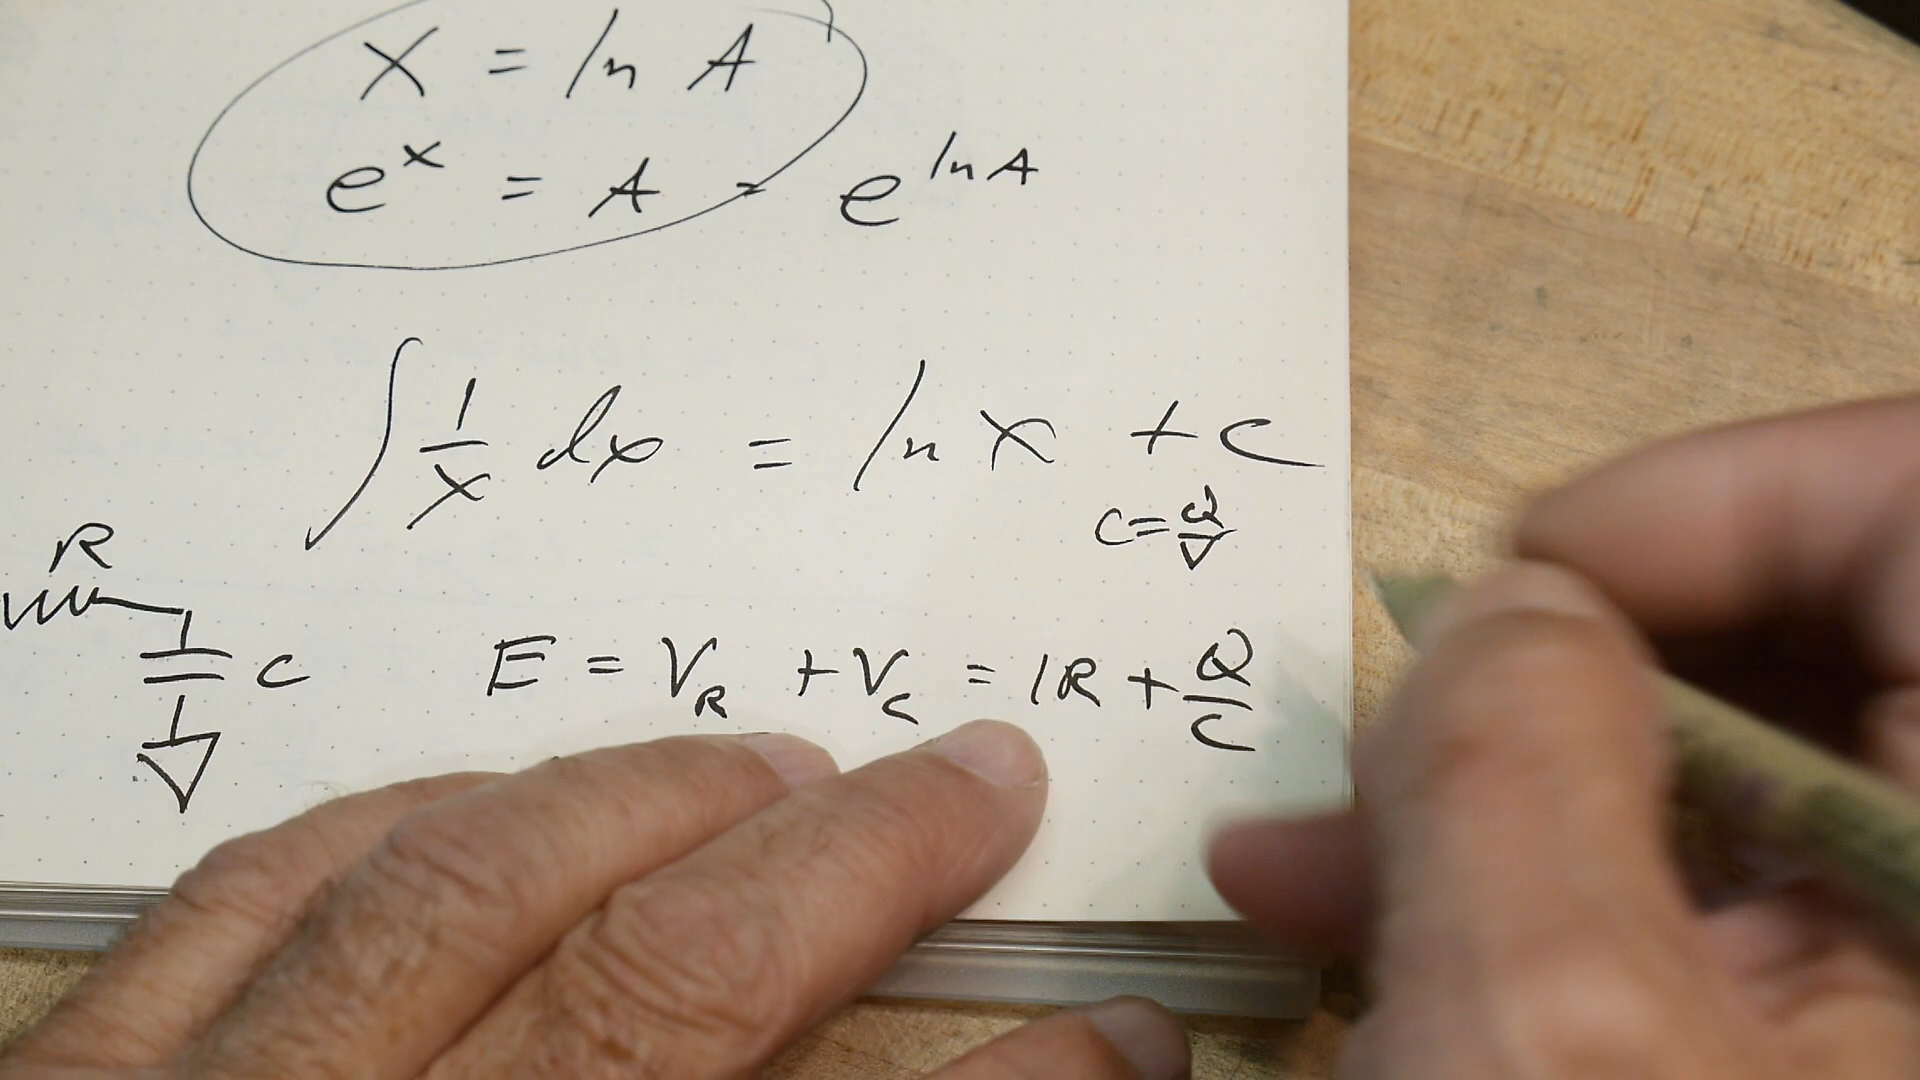 X = ln A
e^x = A = e^ln A
∫ 1/x dx = ln x + C
C = Q/V
R
C
E = V_R + V_C = IR + Q/C